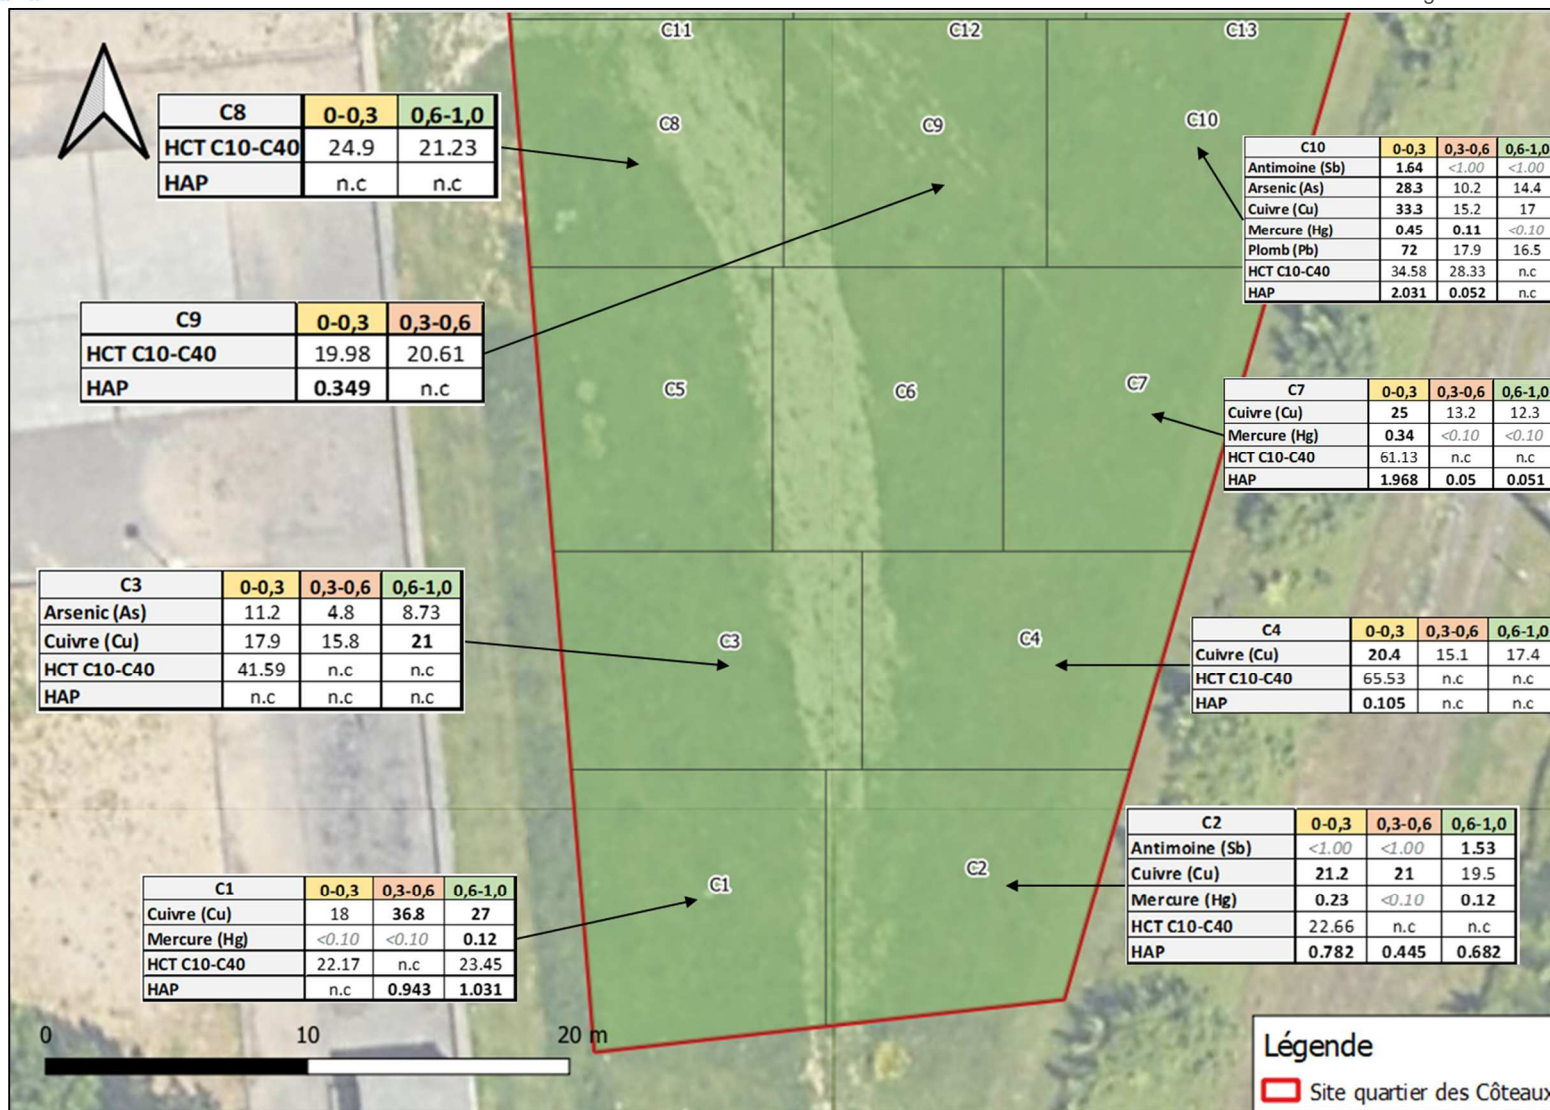 C11 C12 C13
C8 C9 C10
C8 0-0,3 0,6-1,0
HCT C10-C40 24.9 21.23
HAP n.c n.c
C10 0-0,3 0,3-0,6 0,6-1,0
Antimoine (Sb) 1.64 <1.00 <1.00
Arsenic (As) 28.3 10.2 14.4
Cuivre (Cu) 33.3 15.2 17
Mercure (Hg) 0.45 0.11 <0.10
Plomb (Pb) 72 17.9 16.5
HCT C10-C40 34.58 28.33 n.c
HAP 2.031 0.052 n.c
C9 0-0,3 0,3-0,6
HCT C10-C40 19.98 20.61
HAP 0.349 n.c
C5 C6 C7
C7 0-0,3 0,3-0,6 0,6-1,0
Cuivre (Cu) 25 13.2 12.3
Mercure (Hg) 0.34 <0.10 <0.10
HCT C10-C40 61.13 n.c n.c
HAP 1.968 0.05 0.051
C3 0-0,3 0,3-0,6 0,6-1,0
Arsenic (As) 11.2 4.8 8.73
Cuivre (Cu) 17.9 15.8 21
HCT C10-C40 41.59 n.c n.c
HAP n.c n.c n.c
C3 C4
C4 0-0,3 0,3-0,6 0,6-1,0
Cuivre (Cu) 20.4 15.1 17.4
HCT C10-C40 65.53 n.c n.c
HAP 0.105 n.c n.c
C1 C2
C2 0-0,3 0,3-0,6 0,6-1,0
Antimoine (Sb) <1.00 <1.00 1.53
Cuivre (Cu) 21.2 21 19.5
Mercure (Hg) 0.23 <0.10 0.12
HCT C10-C40 22.66 n.c n.c
HAP 0.782 0.445 0.682
C1 0-0,3 0,3-0,6 0,6-1,0
Cuivre (Cu) 18 36.8 27
Mercure (Hg) <0.10 <0.10 0.12
HCT C10-C40 22.17 n.c 23.45
HAP n.c 0.943 1.031
0 10 20 m
Légende
Site quartier des Côteaux